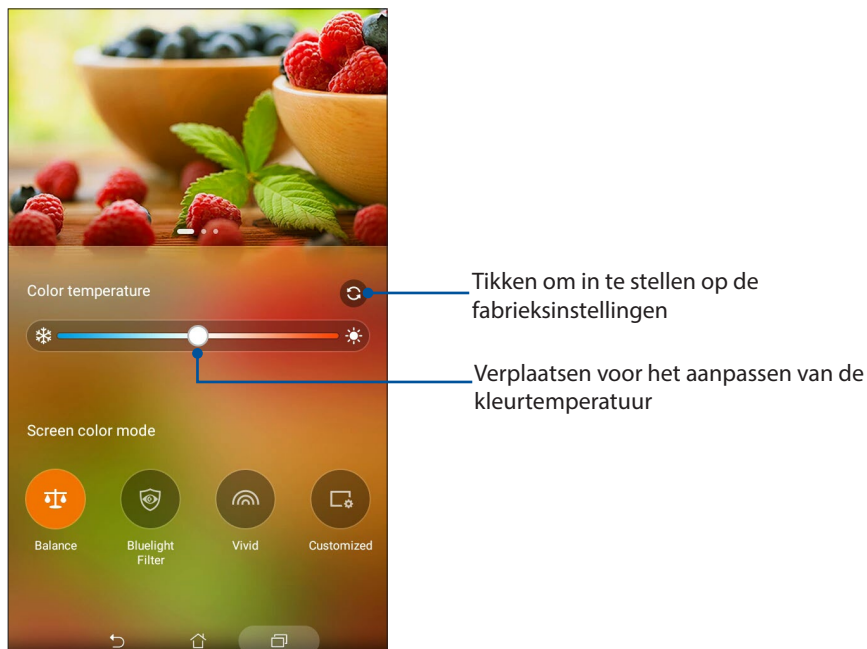 Color temperature
Tikken om in te stellen op de
fabrieksinstellingen
Verplaatsen voor het aanpassen van de
kleurtemperatuur
Screen color mode
Balance
Bluelight
Filter
Vivid
Customized